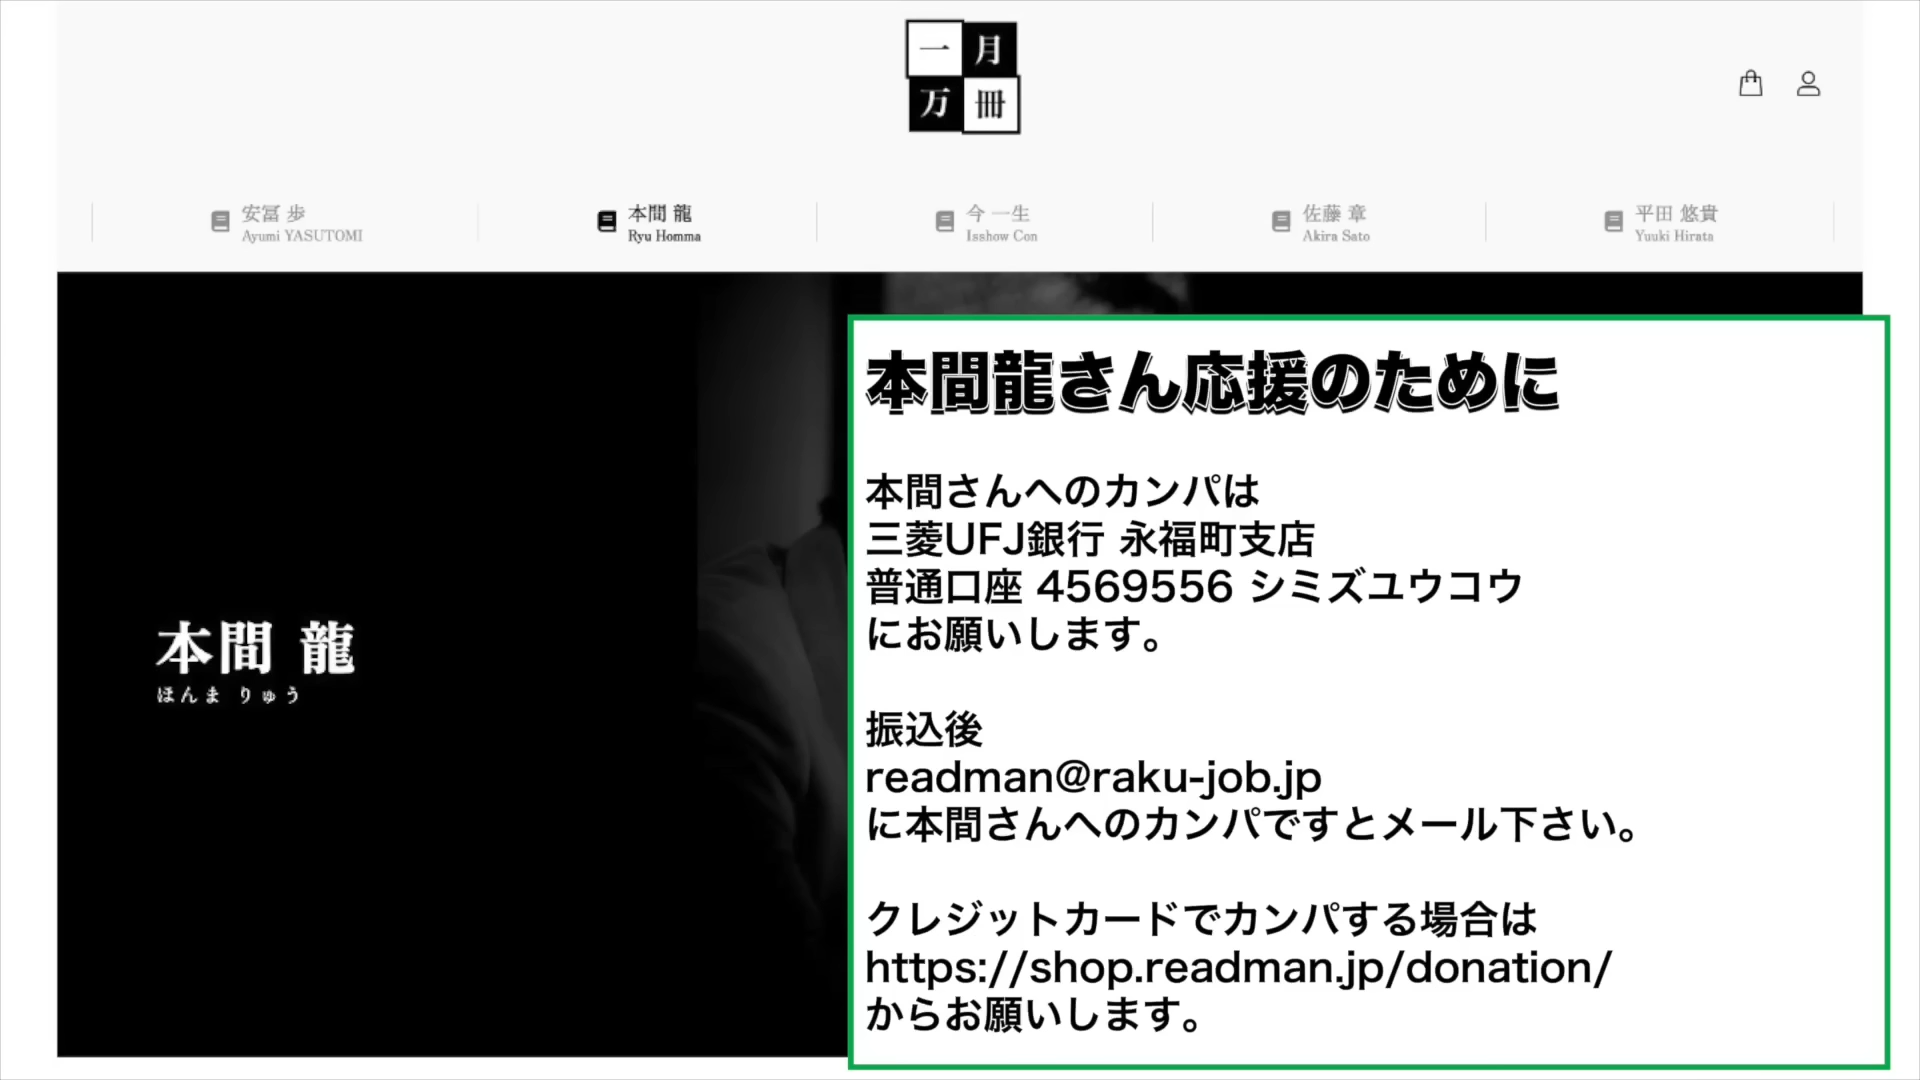 一月
万冊
安冨 歩
Ayumi YASUTOMI
本間 龍
Ryu Homma
今 一生
Isshow Con
佐藤 章
Akira Sato
平田 悠貴
Yuuki Hirata
本間 龍
ほんま りゅう
本間龍さん応援のために
本間さんへのカンパは
三菱UFJ銀行 永福町支店
普通口座 4569556 シミズユウコウ
にお願いします。
振込後
readman@raku-job.jp
に本間さんへのカンパですとメール下さい。
クレジットカードでカンパする場合は
https://shop.readman.jp/donation/
からお願いします。